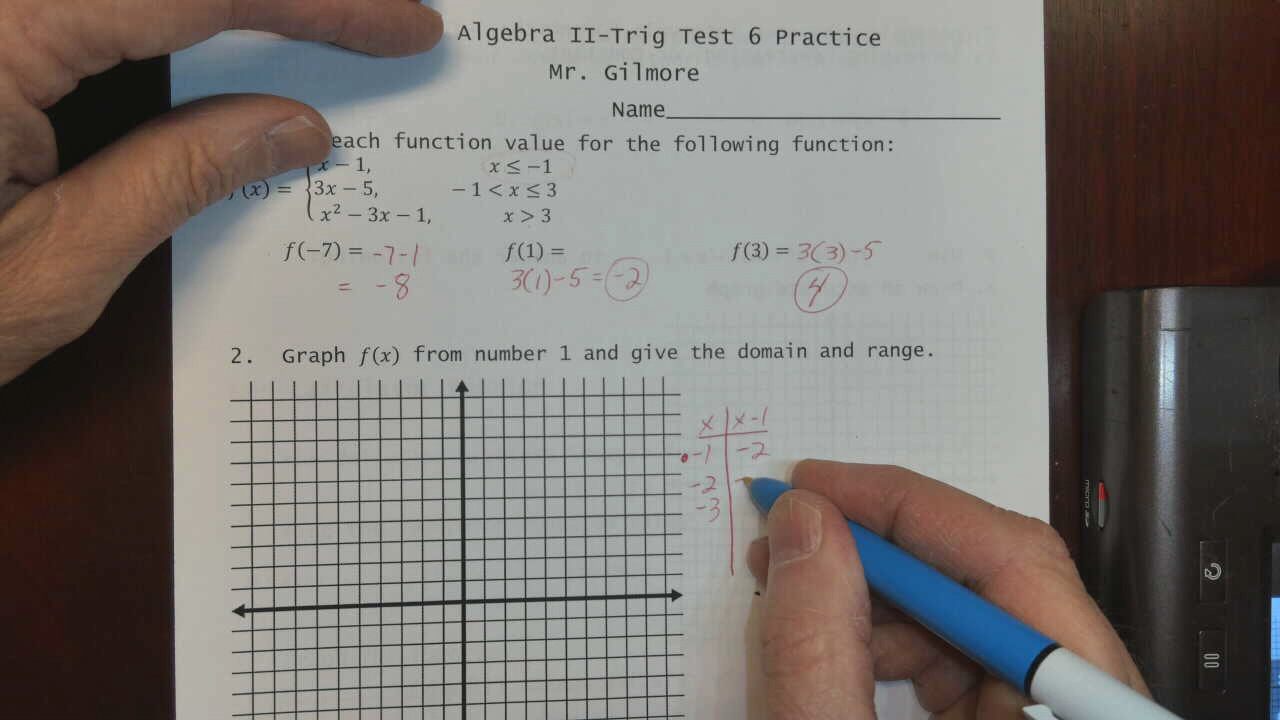 Algebra II-Trig Test 6 Practice
Mr. Gilmore
Name
each function value for the following function:
x − 1, x ≤ −1
(x) = 3x − 5, −1 < x ≤ 3
x² − 3x − 1, x > 3
f(−7) = -7-1 f(1) = f(3) = 3(3)-5
= -8 3(1)-5 = -2 4
2. Graph f(x) from number 1 and give the domain and range.
x x-1
-1 -2
-2
-3